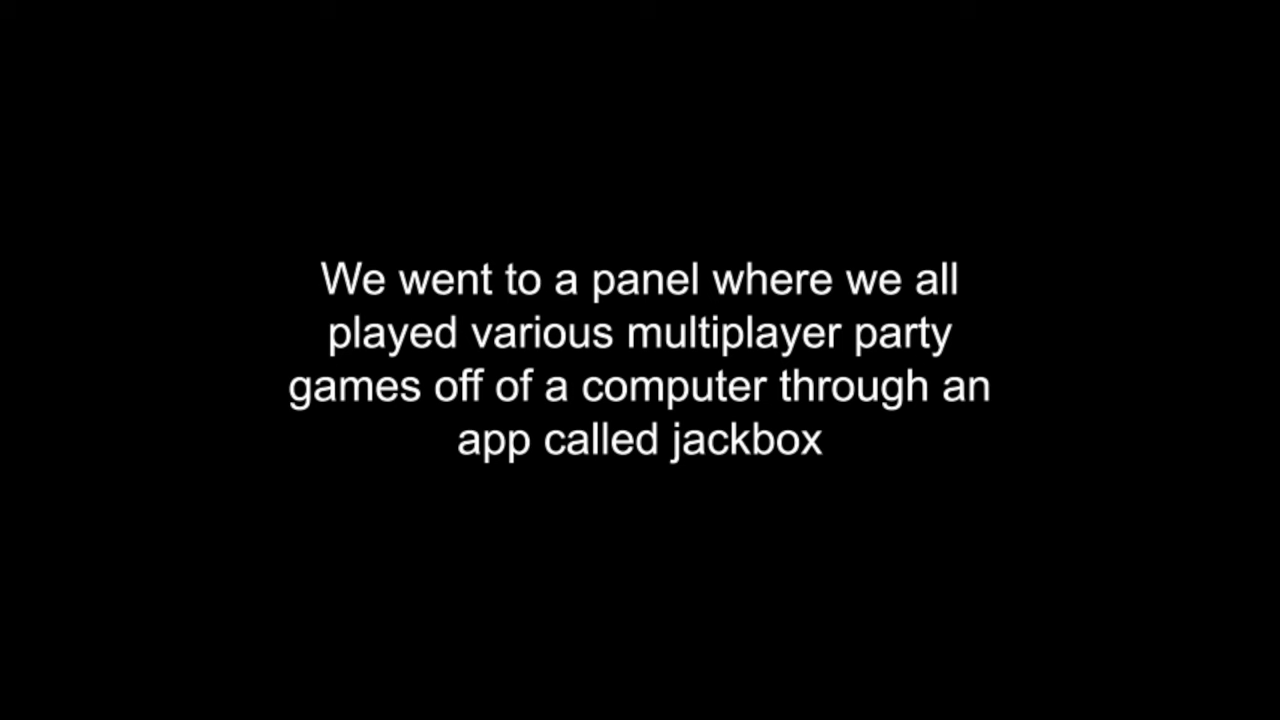 We went to a panel where we all
played various multiplayer party
games off of a computer through an
app called jackbox